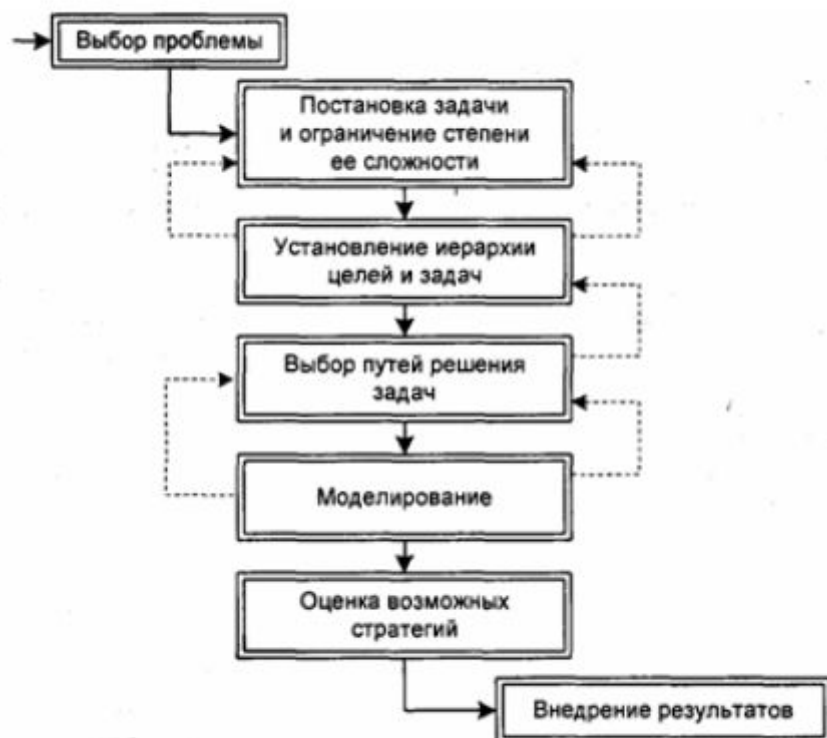 Выбор проблемы
Постановка задачи
и ограничение степени
ее сложности
Установление иерархии
целей и задач
Выбор путей решения
задач
Моделирование
Оценка возможных
стратегий
Внедрение результатов